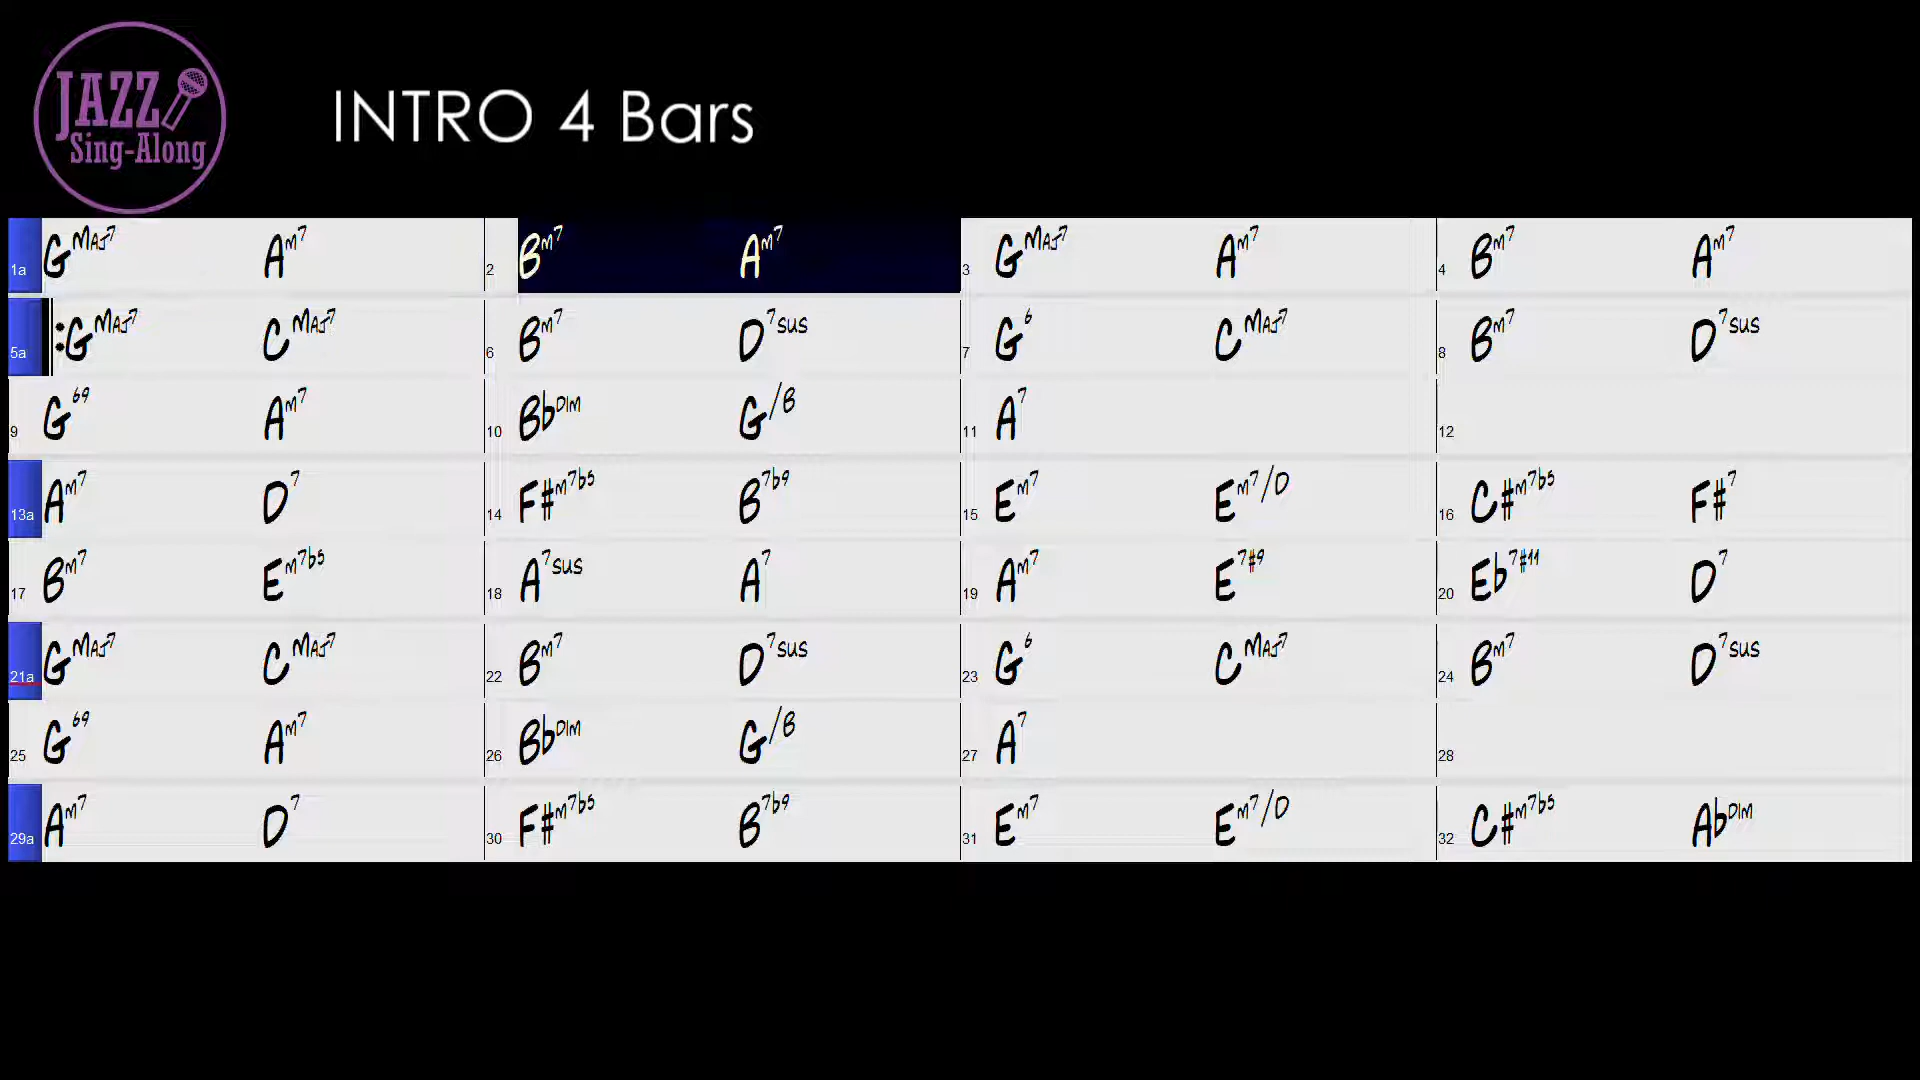 JAZZ
Sing-Along
INTRO 4 Bars
1a GMAJ7 Am7 2 Bm7 Am7 3 GMAJ7 Am7 4 Bm7 Am7
5a GMAJ7 CMAJ7 6 Bm7 D7sus 7 G6 CMAJ7 8 Bm7 D7sus
9 G69 Am7 10 BbDIM G/B 11 A7 12
13a Am7 D7 14 F#m7b5 B7b9 15 Em7 Em7/D 16 C#m7b5 F#7
17 Bm7 Em7b5 18 A7sus A7 19 Am7 E7#9 20 Eb7#11 D7
21a GMAJ7 CMAJ7 22 Bm7 D7sus 23 G6 CMAJ7 24 Bm7 D7sus
25 G69 Am7 26 BbDIM G/B 27 A7 28
29a Am7 D7 30 F#m7b5 B7b9 31 Em7 Em7/D 32 C#m7b5 AbDIM